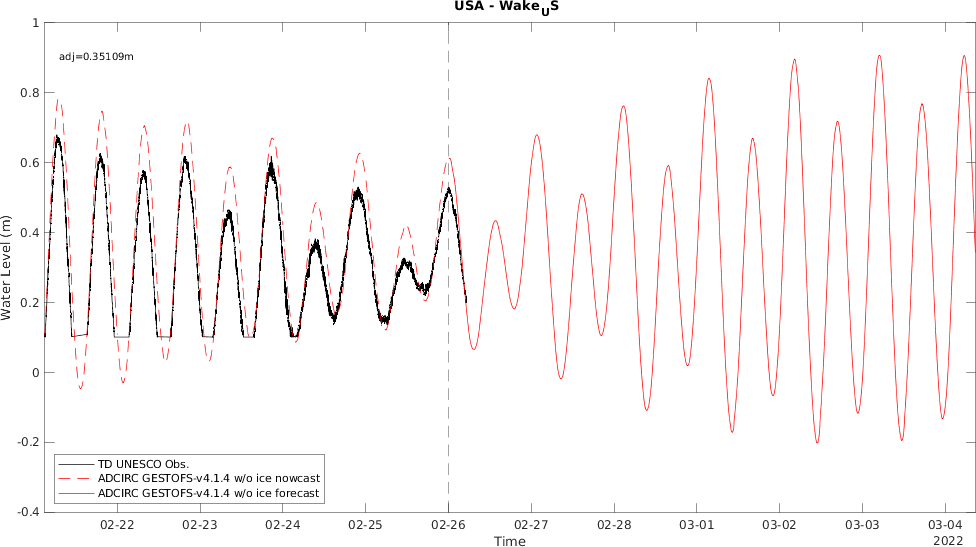 USA - WakeUS
adj=0.35109m
1
0.8
0.6
0.4
0.2
0
-0.2
-0.4
Water Level (m)
TD UNESCO Obs.
ADCIRC GESTOFS-v4.1.4 w/o ice nowcast
ADCIRC GESTOFS-v4.1.4 w/o ice forecast
02-22 02-23 02-24 02-25 02-26 02-27 02-28 03-01 03-02 03-03 03-04
Time
2022